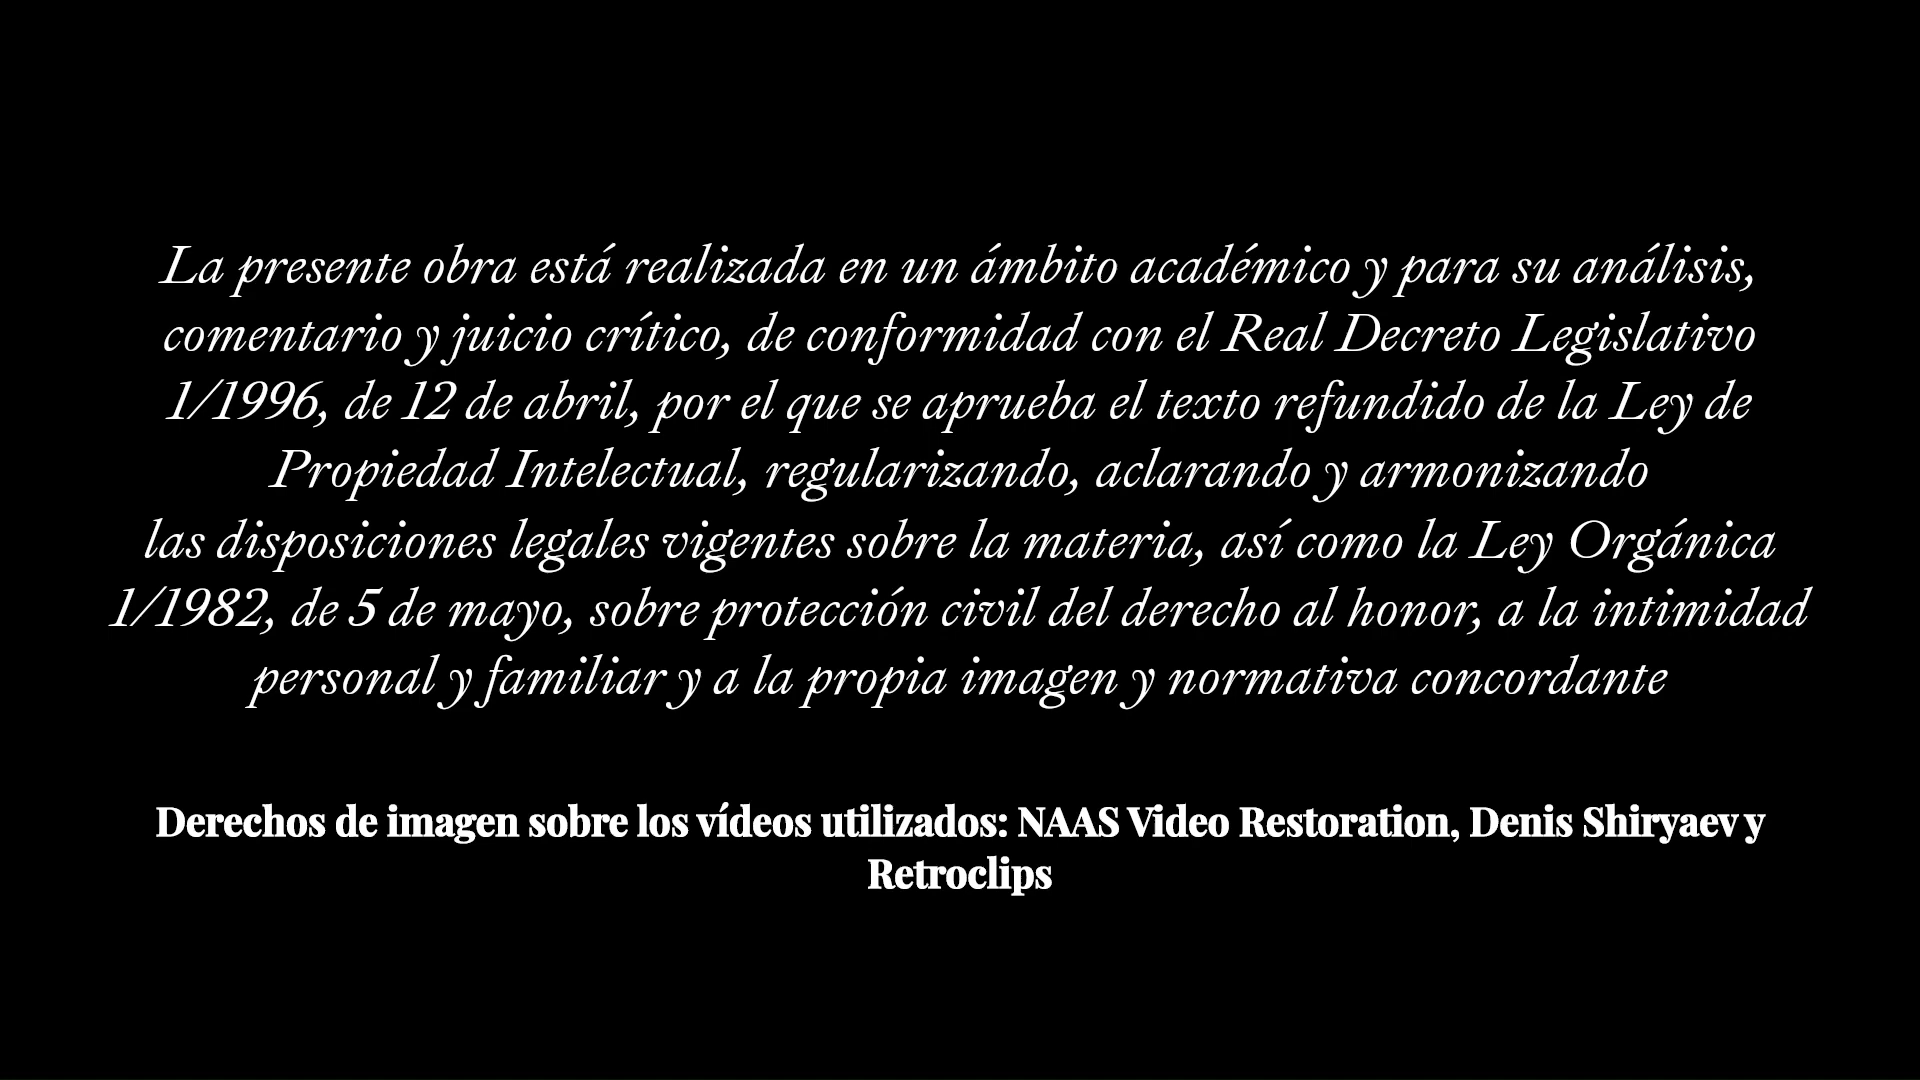 La presente obra está realizada en un ámbito académico y para su análisis,
comentario y juicio crítico, de conformidad con el Real Decreto Legislativo
1/1996, de 12 de abril, por el que se aprueba el texto refundido de la Ley de
Propiedad Intelectual, regularizando, aclarando y armonizando
las disposiciones legales vigentes sobre la materia, así como la Ley Orgánica
1/1982, de 5 de mayo, sobre protección civil del derecho al honor, a la intimidad
personal y familiar y a la propia imagen y normativa concordante
Derechos de imagen sobre los vídeos utilizados: NAAS Video Restoration, Denis Shiryaev y
Retroclips